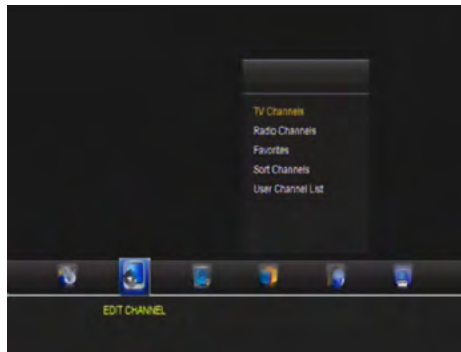 TV Channels
Radio Channels
Favorites
Sort Channels
User Channel List
EDIT CHANNEL